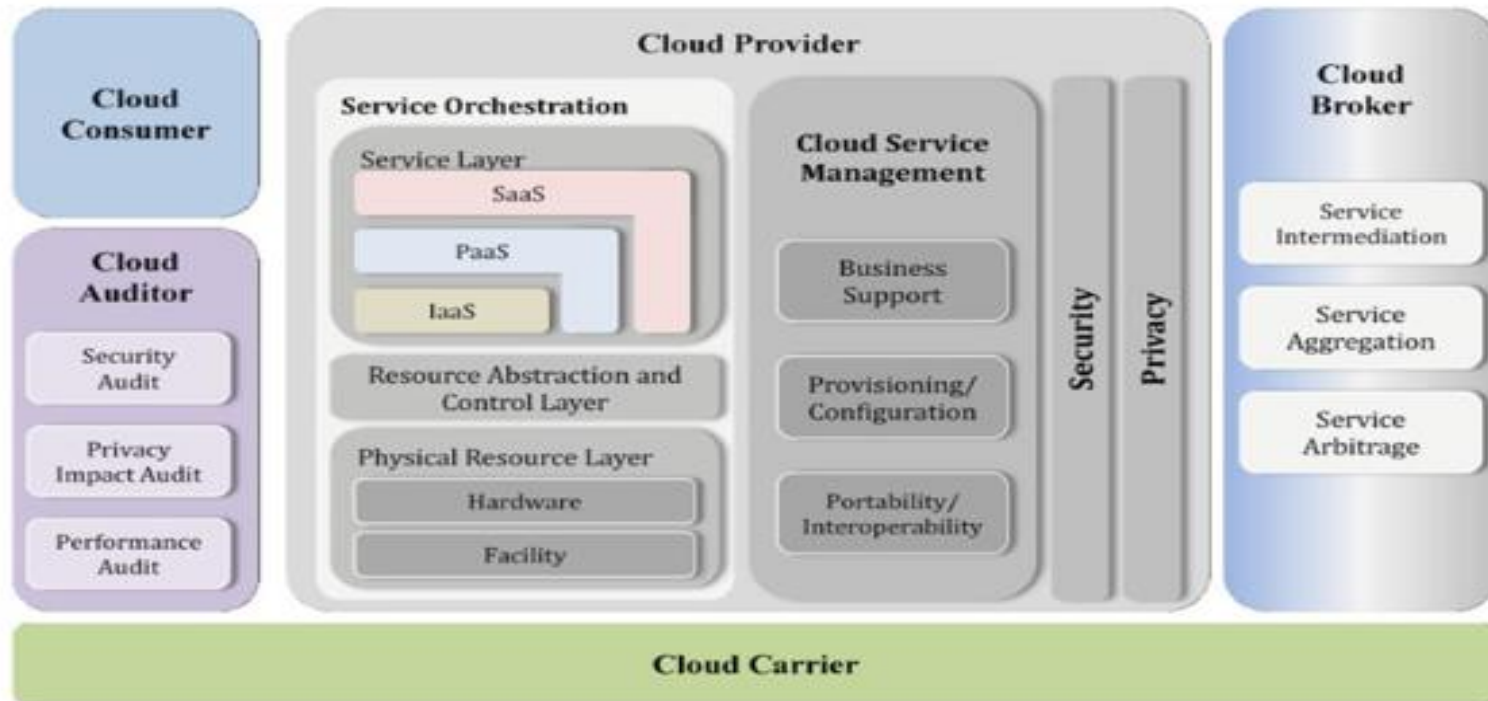 Cloud
Consumer
Cloud
Auditor
Security
Audit
Privacy
Impact Audit
Performance
Audit
Cloud Provider
Service Orchestration
Service Layer
SaaS
PaaS
IaaS
Resource Abstraction and
Control Layer
Physical Resource Layer
Hardware
Facility
Cloud Service
Management
Business
Support
Provisioning/
Configuration
Portability/
Interoperability
Security
Privacy
Cloud
Broker
Service
Intermediation
Service
Aggregation
Service
Arbitrage
Cloud Carrier